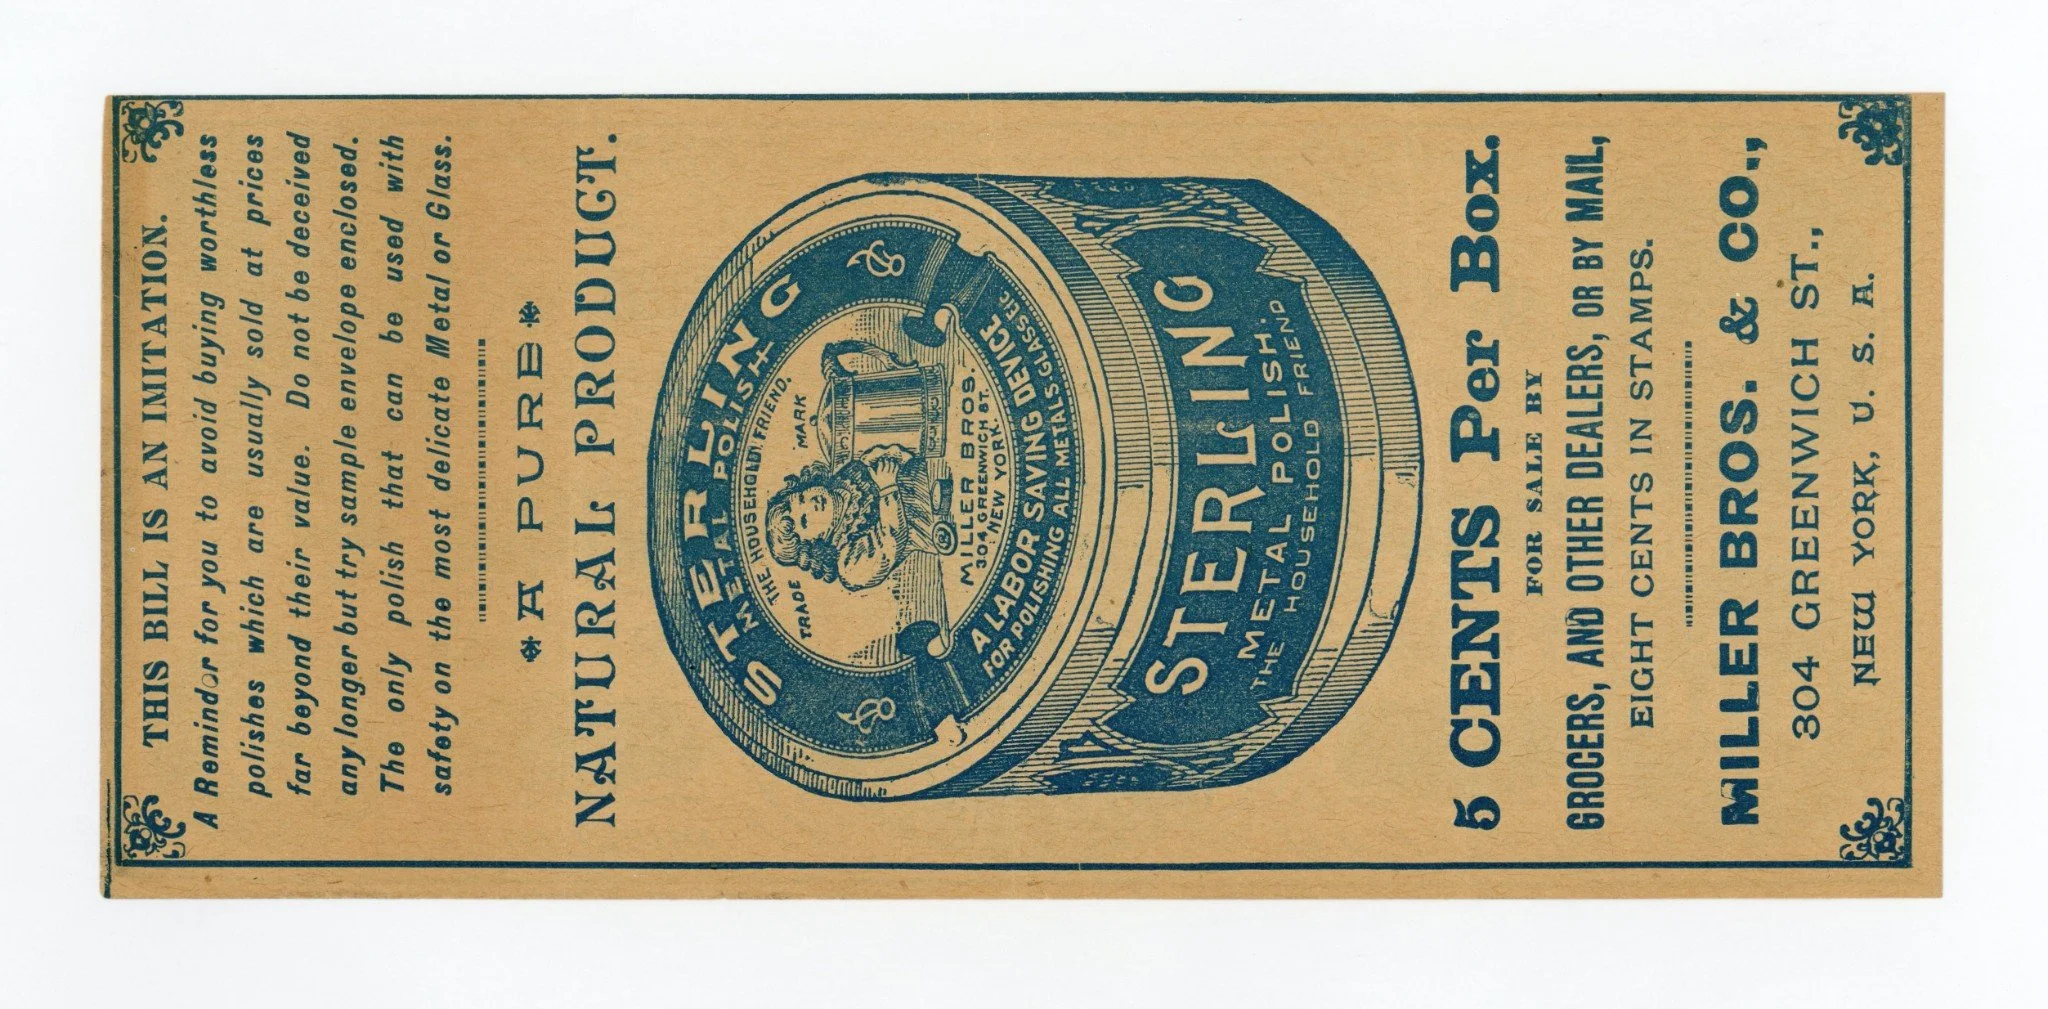 THIS BILL IS AN IMITATION.
A Reminder for you to avoid buying worthless
polishes which are usually sold at prices
far beyond their value. Do not be deceived
any longer but try sample envelope enclosed.
The only polish that can be used with
safety on the most delicate Metal or Glass.
A PURE
NATURAL PRODUCT.
STERLING
METAL POLISH
THE HOUSEHOLD FRIEND.
TRADE MARK
MILLER BROS.
304 GREENWICH ST.
NEW YORK
A LABOR SAVING DEVICE
FOR POLISHING ALL METALS, GLASS ETC
STERLING
METAL POLISH.
THE HOUSEHOLD FRIEND
5 CENTS Per Box.
FOR SALE BY
GROCERS, AND OTHER DEALERS, OR BY MAIL,
EIGHT CENTS IN STAMPS.
MILLER BROS. & CO.,
304 GREENWICH ST.,
NEW YORK, U. S. A.